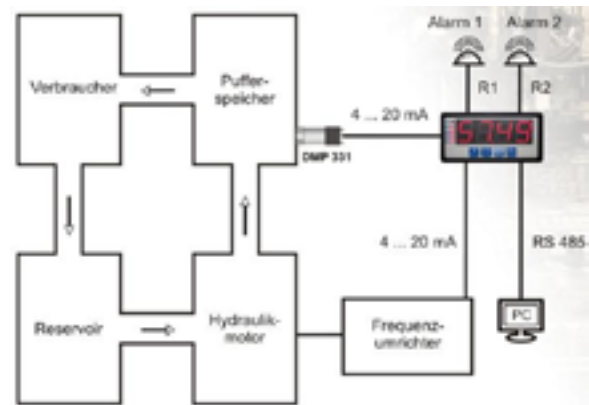 Alarm 1
Alarm 2
Verbraucher
Puffer-
speicher
R1
R2
4 ... 20 mA
5745
DMP 331
4 ... 20 mA
RS 485
Reservoir
Hydraulik-
motor
Frequenz-
umrichter
PC